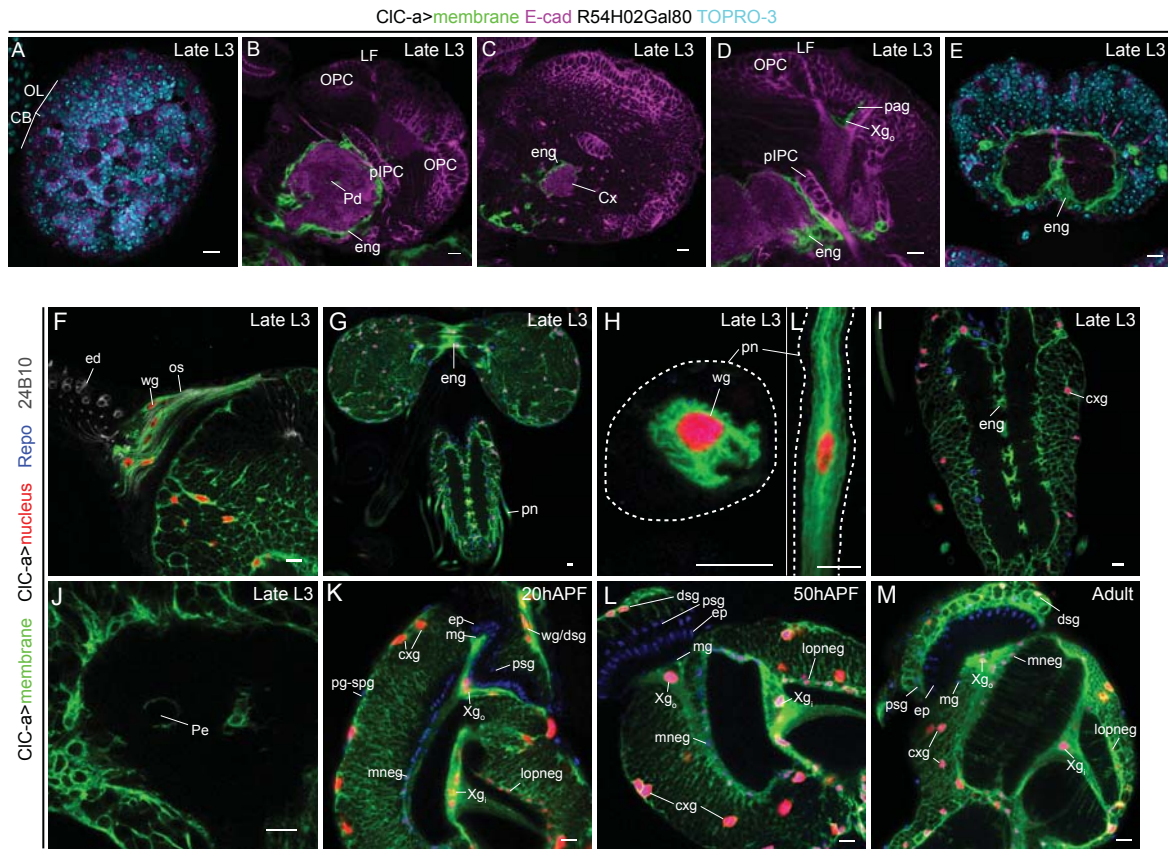 ClC-a>membrane E-cad R54H02Gal80 TOPRO-3
A Late L3
OL
CB
B LF Late L3
OPC
pIPC
OPC
Pd
eng
C Late L3
eng
Cx
D LF Late L3
OPC
pag
Xgo
pIPC
eng
E Late L3
eng
ClC-a>membrane ClC-a>nucleus Repo 24B10
F Late L3
ed
wg
os
G Late L3
eng
pn
H Late L3
pn
wg
L
I Late L3
cxg
eng
J Late L3
Pe
K 20hAPF
ep
mg
cxg
wg/dsg
psg
pg-spg
Xgo
mneg
lopneg
Xgi
L 50hAPF
dsg
psg
ep
mg
lopneg
Xgo
Xgi
mneg
cxg
M Adult
dsg
mneg
Xgo
psg
mg
ep
lopneg
cxg
Xgi